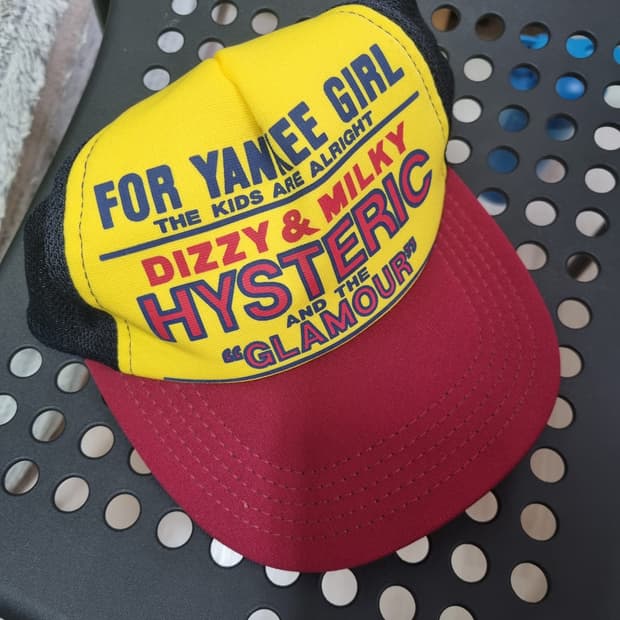 FOR YANKEE GIRL
THE KIDS ARE ALRIGHT
DIZZY & MILKY
HYSTERIC
AND THE
“GLAMOUR”